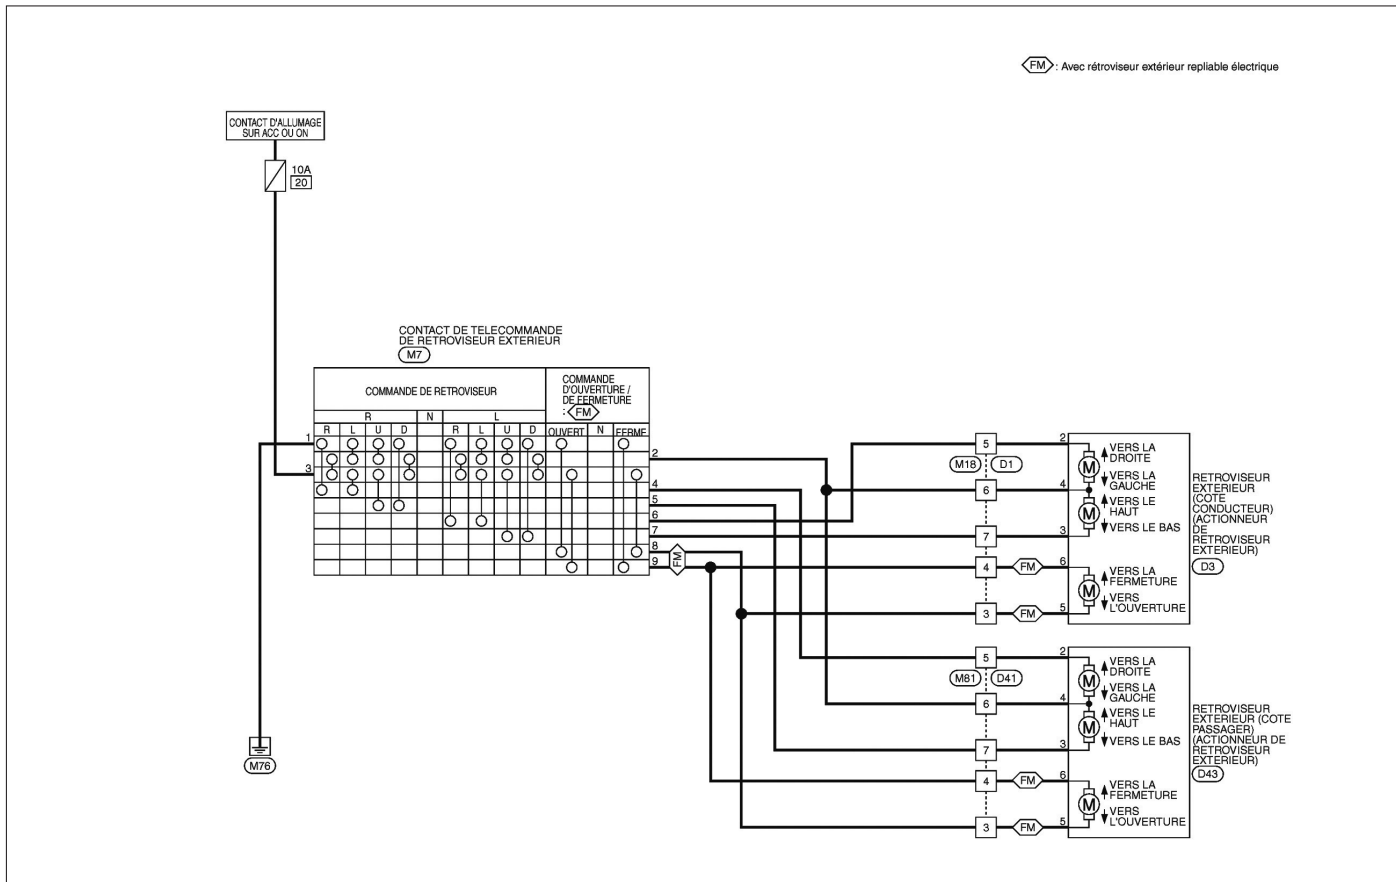 FM : Avec rétroviseur extérieur repliable électrique
CONTACT D'ALLUMAGE
SUR ACC OU ON
10A
20
CONTACT DE TELECOMMANDE
DE RETROVISEUR EXTERIEUR
M7
COMMANDE DE RETROVISEUR
COMMANDE
D'OUVERTURE /
DE FERMETURE
: FM
R N L
R L U D R L U D OUVERT N FERME
1
3
2
4
5
6
7
8
9
FM
M76
5
M18 D1
6
7
4 FM
3 FM
2
4
3
6
5
M
M
M
VERS LA
DROITE
VERS LA
GAUCHE
VERS LE
HAUT
VERS LE BAS
VERS LA
FERMETURE
VERS
L'OUVERTURE
RETROVISEUR
EXTERIEUR
(COTE
CONDUCTEUR)
(ACTIONNEUR
DE
RETROVISEUR
EXTERIEUR)
D3
5
M81 D41
6
7
4 FM
3 FM
2
4
3
6
5
M
M
M
VERS LA
DROITE
VERS LA
GAUCHE
VERS LE
HAUT
VERS LE BAS
VERS LA
FERMETURE
VERS
L'OUVERTURE
RETROVISEUR
EXTERIEUR (COTE
PASSAGER)
(ACTIONNEUR DE
RETROVISEUR
EXTERIEUR)
D43